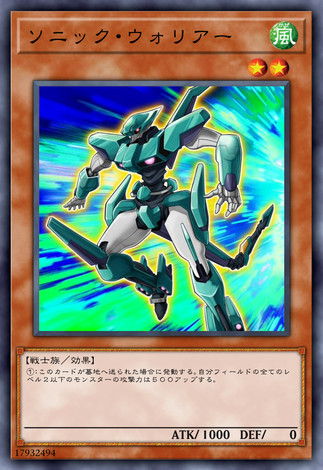 ソニック・ウォリアー
風
【戦士族／効果】
①：このカードが墓地へ送られた場合に発動する。自分フィールドの全てのレ
ベル２以下のモンスターの攻撃力は５００アップする。
ATK/ 1000 DEF/ 0
17932494